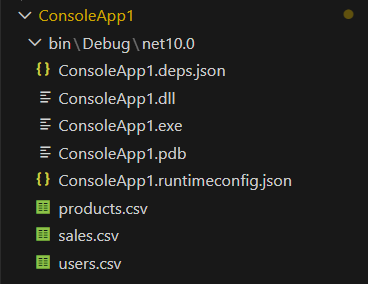 ConsoleApp1
bin\Debug\net10.0
{} ConsoleApp1.deps.json
ConsoleApp1.dll
ConsoleApp1.exe
ConsoleApp1.pdb
{} ConsoleApp1.runtimeconfig.json
products.csv
sales.csv
users.csv